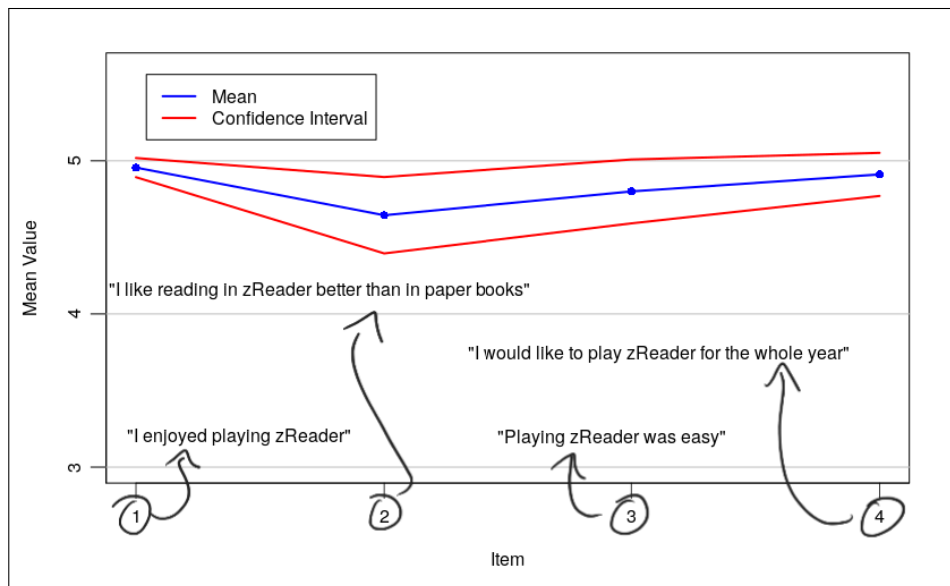 Mean
Confidence Interval
5
4
3
Mean Value
"I like reading in zReader better than in paper books"
"I would like to play zReader for the whole year"
"I enjoyed playing zReader"
"Playing zReader was easy"
1
2
3
4
Item